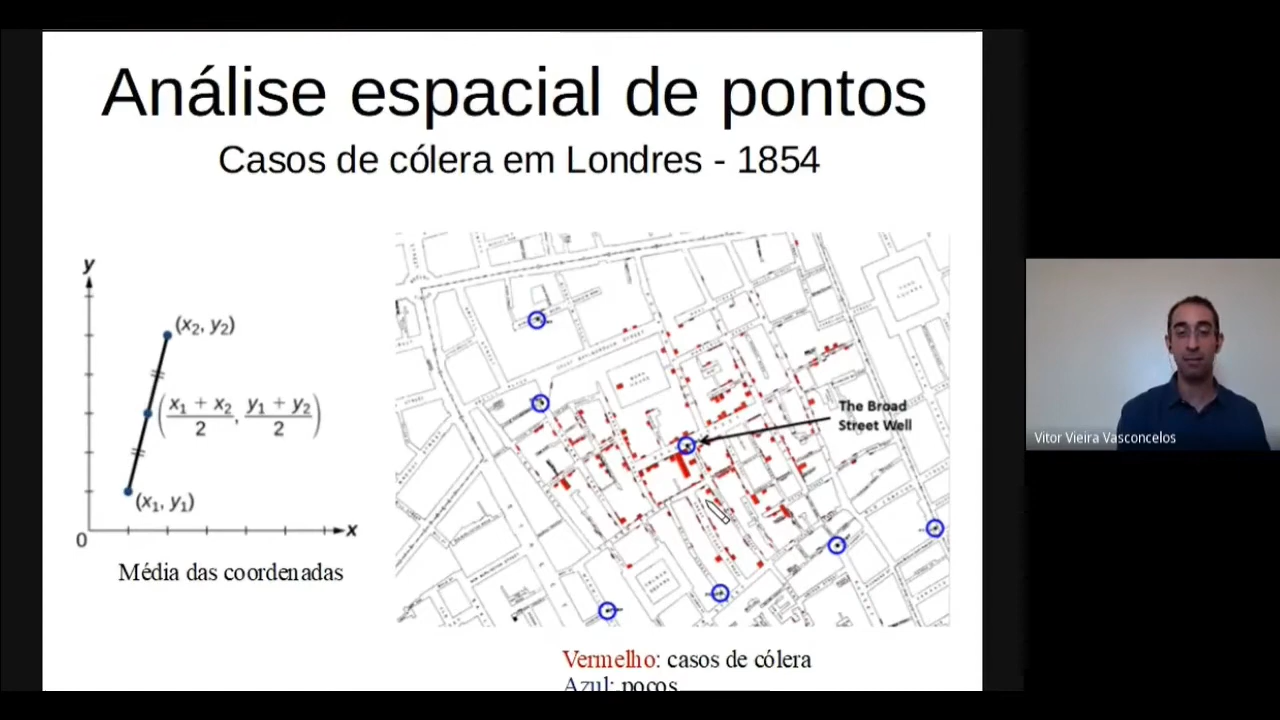 Análise espacial de pontos
Casos de cólera em Londres - 1854
y
(x₂, y₂)
(x₁ + x₂ / 2, y₁ + y₂ / 2)
(x₁, y₁)
0
x
Média das coordenadas
The Broad
Street Well
Vermelho: casos de cólera
Azul: poços
Vitor Vieira Vasconcelos